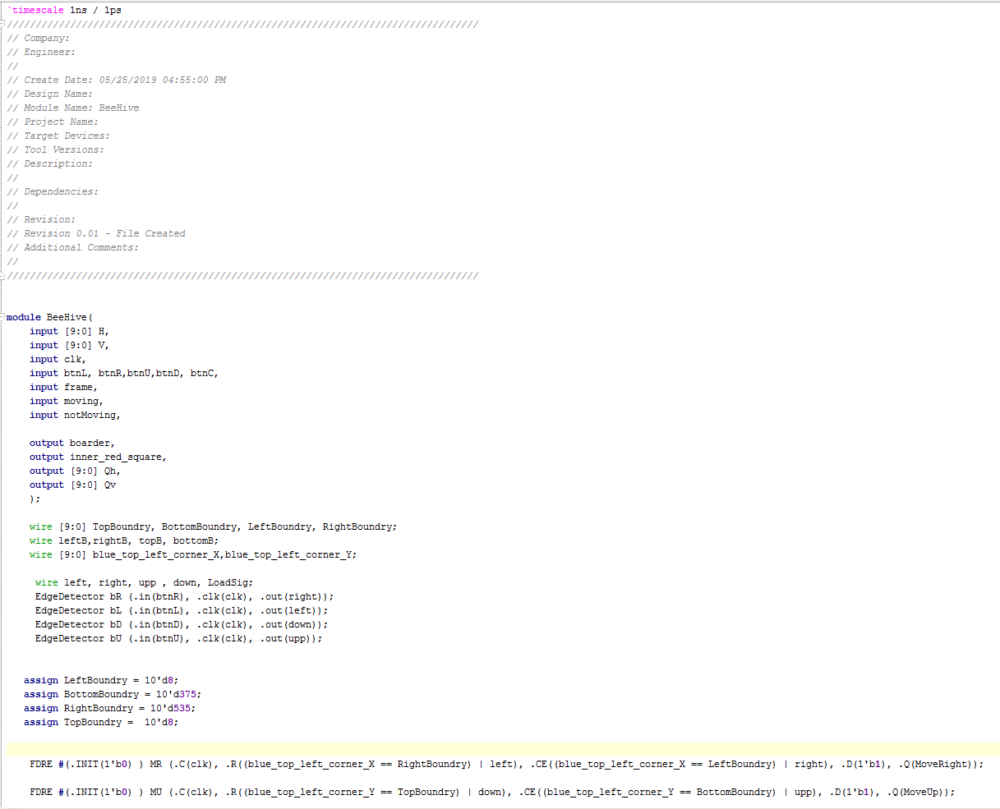 `timescale 1ns / 1ps
//////////////////////////////////////////////////////////////////////////////////
// Company:
// Engineer:
//
// Create Date: 05/25/2019 04:55:00 PM
// Design Name:
// Module Name: BeeHive
// Project Name:
// Target Devices:
// Tool Versions:
// Description:
//
// Dependencies:
//
// Revision:
// Revision 0.01 - File Created
// Additional Comments:
//
//////////////////////////////////////////////////////////////////////////////////
module BeeHive(
input [9:0] H,
input [9:0] V,
input clk,
input btnL, btnR,btnU,btnD, btnC,
input frame,
input moving,
input notMoving,
output boarder,
output inner_red_square,
output [9:0] Qh,
output [9:0] Qv
);
wire [9:0] TopBoundry, BottomBoundry, LeftBoundry, RightBoundry;
wire leftB,rightB, topB, bottomB;
wire [9:0] blue_top_left_corner_X,blue_top_left_corner_Y;
wire left, right, upp , down, LoadSig;
EdgeDetector bR (.in(btnR), .clk(clk), .out(right));
EdgeDetector bL (.in(btnL), .clk(clk), .out(left));
EdgeDetector bD (.in(btnD), .clk(clk), .out(down));
EdgeDetector bU (.in(btnU), .clk(clk), .out(upp));
assign LeftBoundry = 10'd8;
assign BottomBoundry = 10'd375;
assign RightBoundry = 10'd535;
assign TopBoundry =  10'd8;
FDRE #(.INIT(1'b0) ) MR (.C(clk), .R((blue_top_left_corner_X == RightBoundry) | left), .CE((blue_top_left_corner_X == LeftBoundry) | right), .D(1'b1), .Q(MoveRight));
FDRE #(.INIT(1'b0) ) MU (.C(clk), .R((blue_top_left_corner_Y == TopBoundry) | down), .CE((blue_top_left_corner_Y == BottomBoundry) | upp), .D(1'b1), .Q(MoveUp));